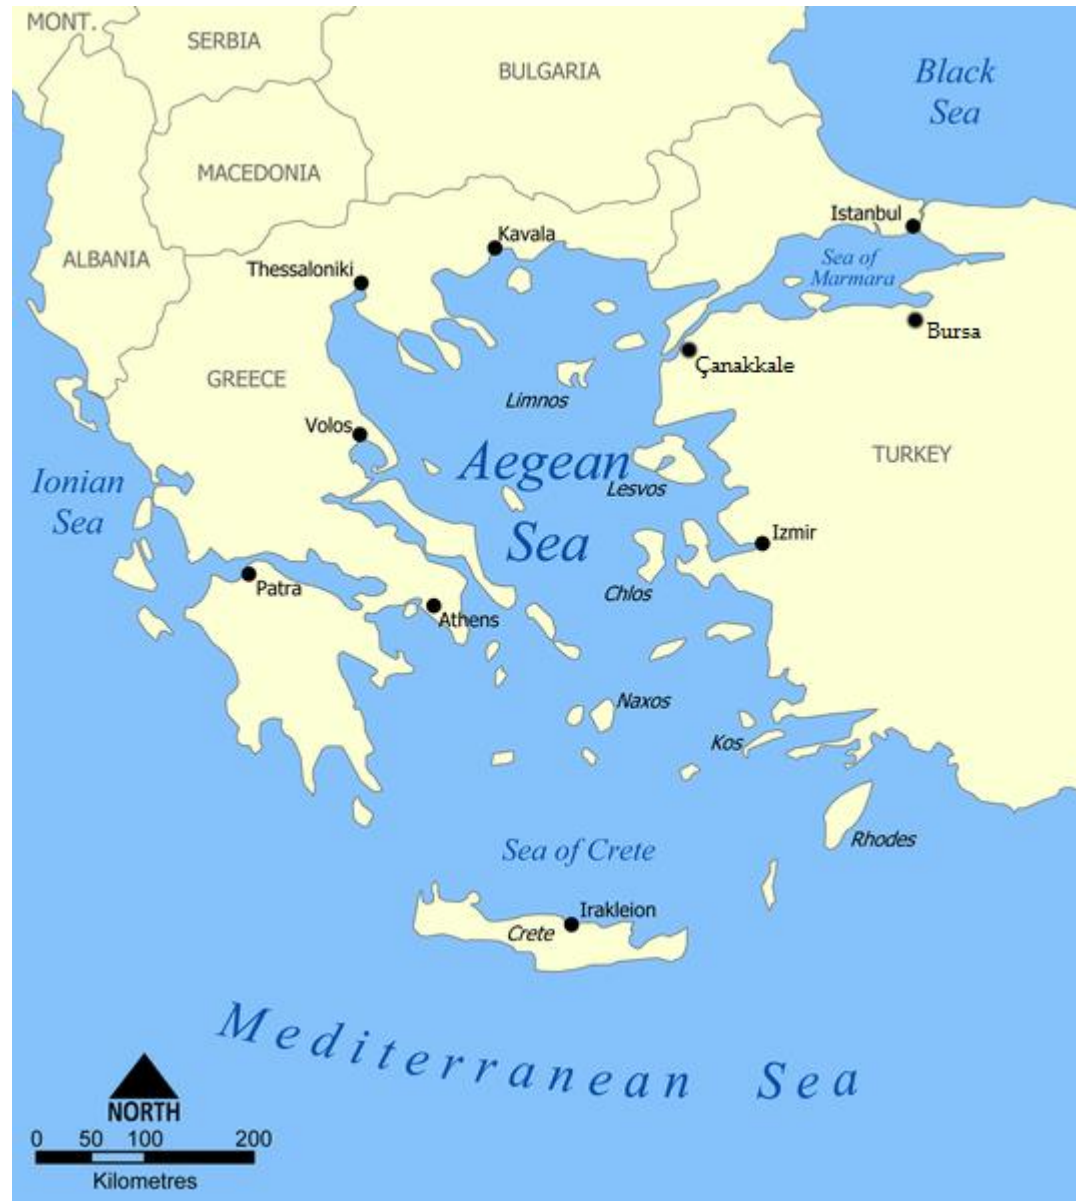 MONT.
SERBIA
BULGARIA
Black
Sea
MACEDONIA
Istanbul
Kavala
ALBANIA
Thessaloniki
Sea of
Marmara
Bursa
Çanakkale
GREECE
Limnos
Volos
TURKEY
Aegean
Sea
Lesvos
Ionian
Sea
Izmir
Patra
Chlos
Athens
Naxos
Kos
Rhodes
Sea of Crete
Irakleion
Crete
Mediterranean Sea
NORTH
0 50 100 200
Kilometres